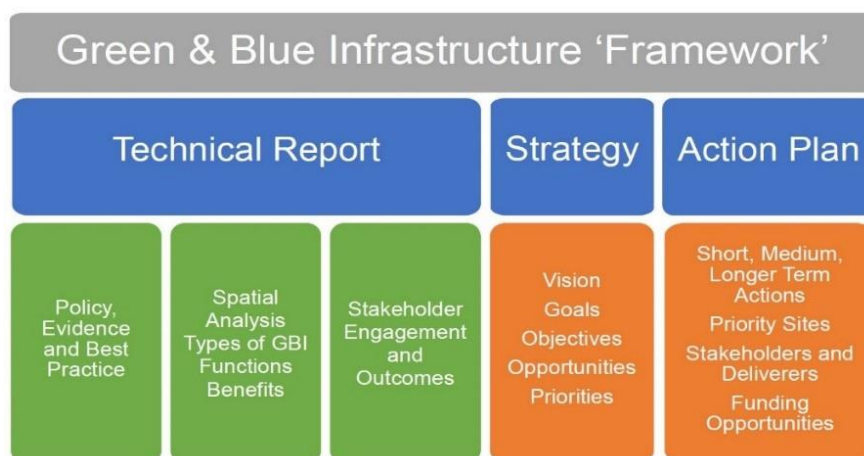 Green & Blue Infrastructure ‘Framework’
Technical Report
Strategy
Action Plan
Policy,
Evidence
and Best
Practice
Spatial
Analysis
Types of GBI
Functions
Benefits
Stakeholder
Engagement
and
Outcomes
Vision
Goals
Objectives
Opportunities
Priorities
Short, Medium,
Longer Term
Actions
Priority Sites
Stakeholders and
Deliverers
Funding
Opportunities